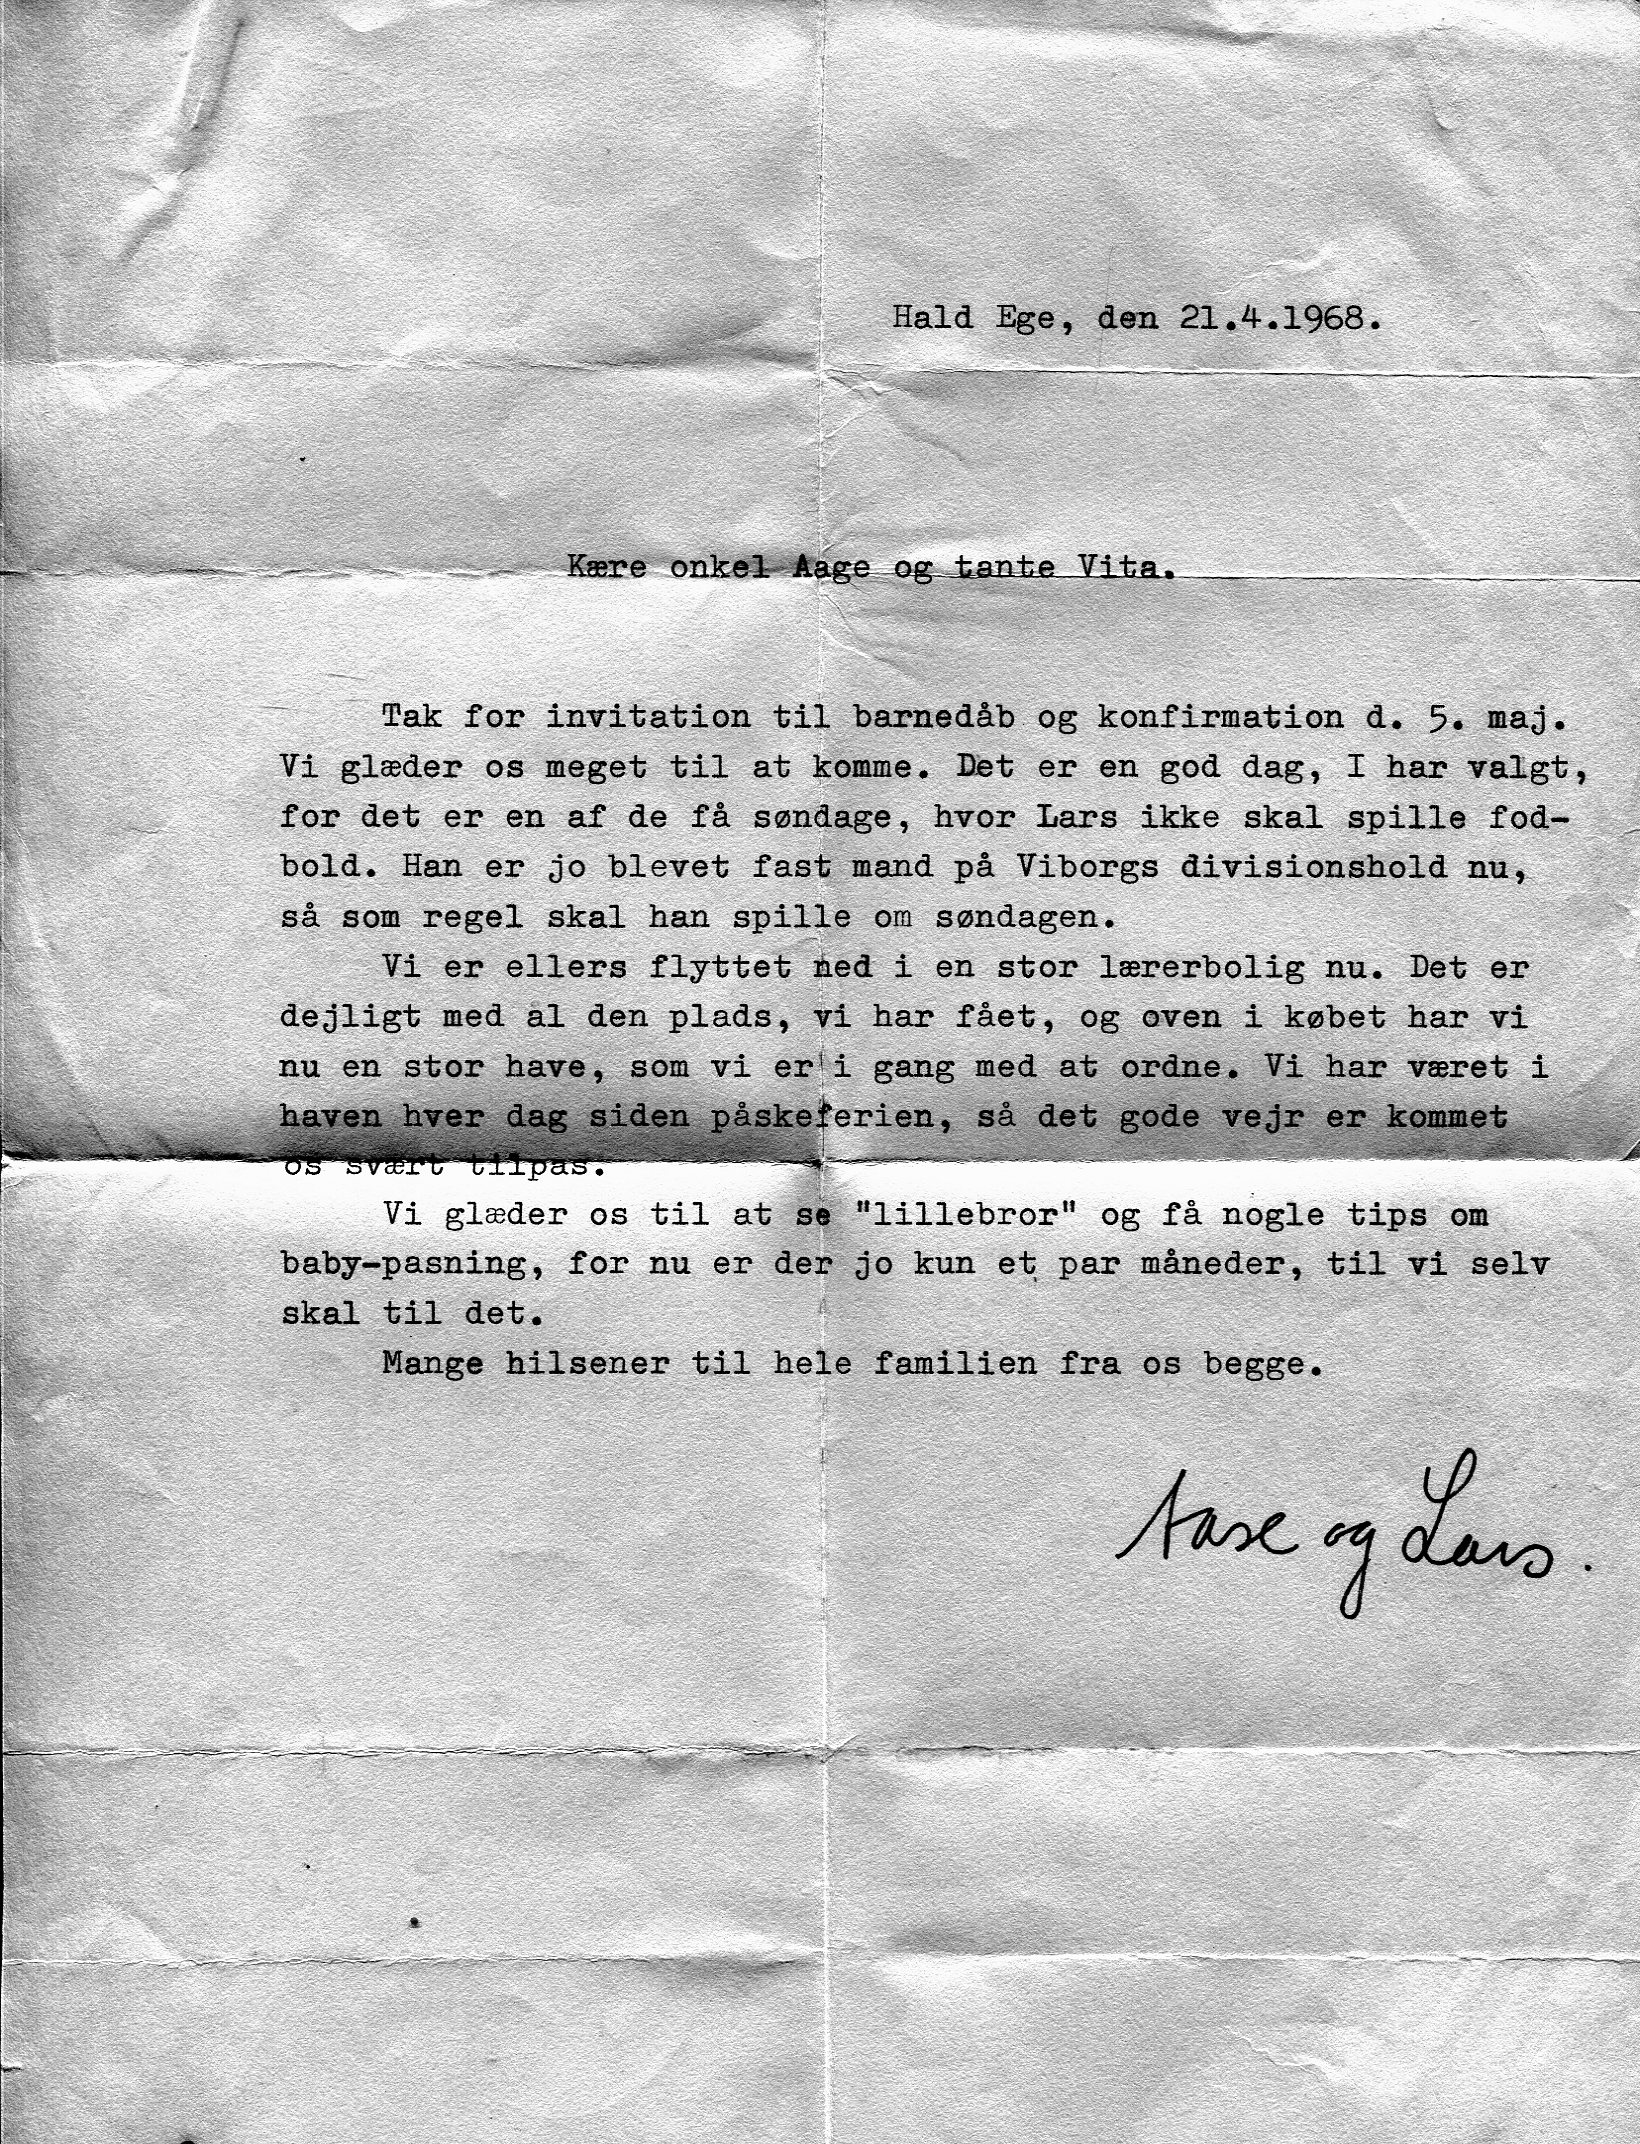 Hald Ege, den 21.4.1968.
Kære onkel Aage og tante Vita.
Tak for invitation til barnedåb og konfirmation d. 5. maj.
Vi glæder os meget til at komme. Det er en god dag, I har valgt,
for det er en af de få søndage, hvor Lars ikke skal spille fod-
bold. Han er jo blevet fast mand på Viborgs divisionshold nu,
så som regel skal han spille om søndagen.
Vi er ellers flyttet ned i en stor lærerbolig nu. Det er
dejligt med al den plads, vi har fået, og oven i købet har vi
nu en stor have, som vi er i gang med at ordne. Vi har været i
haven hver dag siden påskeferien, så det gode vejr er kommet
os svært tilpas.
Vi glæder os til at se "lillebror" og få nogle tips om
baby-pasning, for nu er der jo kun et par måneder, til vi selv
skal til det.
Mange hilsener til hele familien fra os begge.
Aase og Lars.